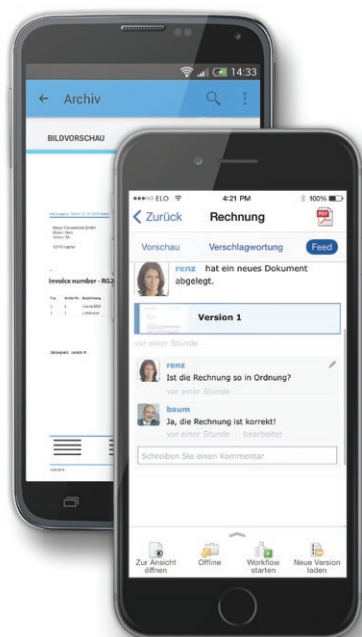 14:33
Archiv
BILDVORSCHAU
invoice number - RG2
ELO
4:21 PM
100%
Zurück
Rechnung
PDF
Vorschau
Verschlagwortung
Feed
renz hat ein neues Dokument
abgelegt.
Version 1
vor einer Stunde
renz
Ist die Rechnung so in Ordnung?
vor einer Stunde
baum
Ja, die Rechnung ist korrekt!
vor einer Stunde - bearbeitet
Schreiben Sie einen Kommentar
Zur Ansicht
öffnen
Offline
Workflow
starten
Neue Version
laden